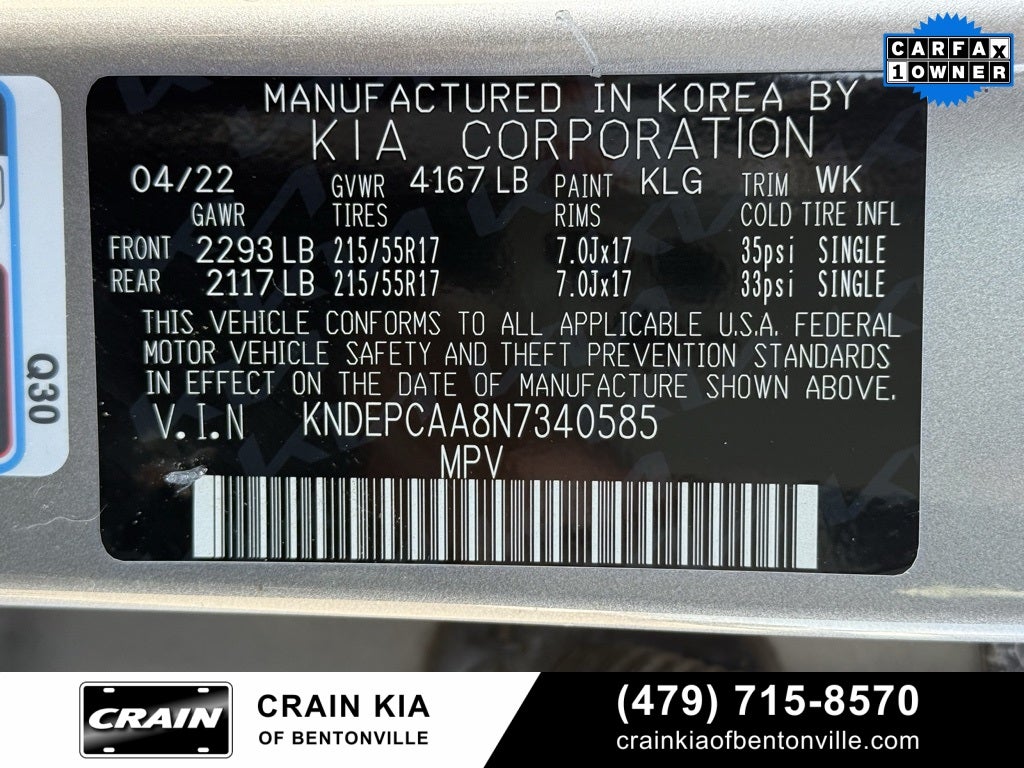 CARFAX
1 OWNER
MANUFACTURED IN KOREA BY
KIA CORPORATION
04/22 GVWR 4167 LB PAINT KLG TRIM WK
GAWR TIRES RIMS COLD TIRE INFL
FRONT 2293 LB 215/55R17 7.0Jx17 35psi SINGLE
REAR 2117 LB 215/55R17 7.0Jx17 33psi SINGLE
THIS VEHICLE CONFORMS TO ALL APPLICABLE U.S.A. FEDERAL
MOTOR VEHICLE SAFETY AND THEFT PREVENTION STANDARDS
IN EFFECT ON THE DATE OF MANUFACTURE SHOWN ABOVE.
V.I.N KNDEPCAA8N7340585
MPV
Q30
CRAIN
CRAIN KIA
OF BENTONVILLE
(479) 715-8570
crainkiaofbentonville.com